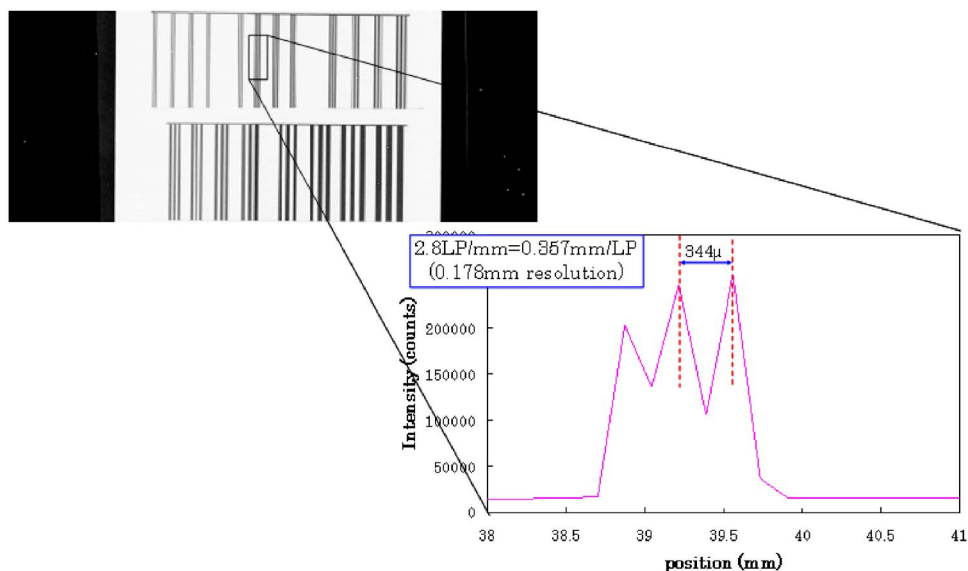 300000
2.8LP/mm=0.357mm/LP
(0.178mm resolution)
344μ
Intensity (counts)
200000
150000
100000
50000
0
38
38.5
39
39.5
40
40.5
41
position (mm)